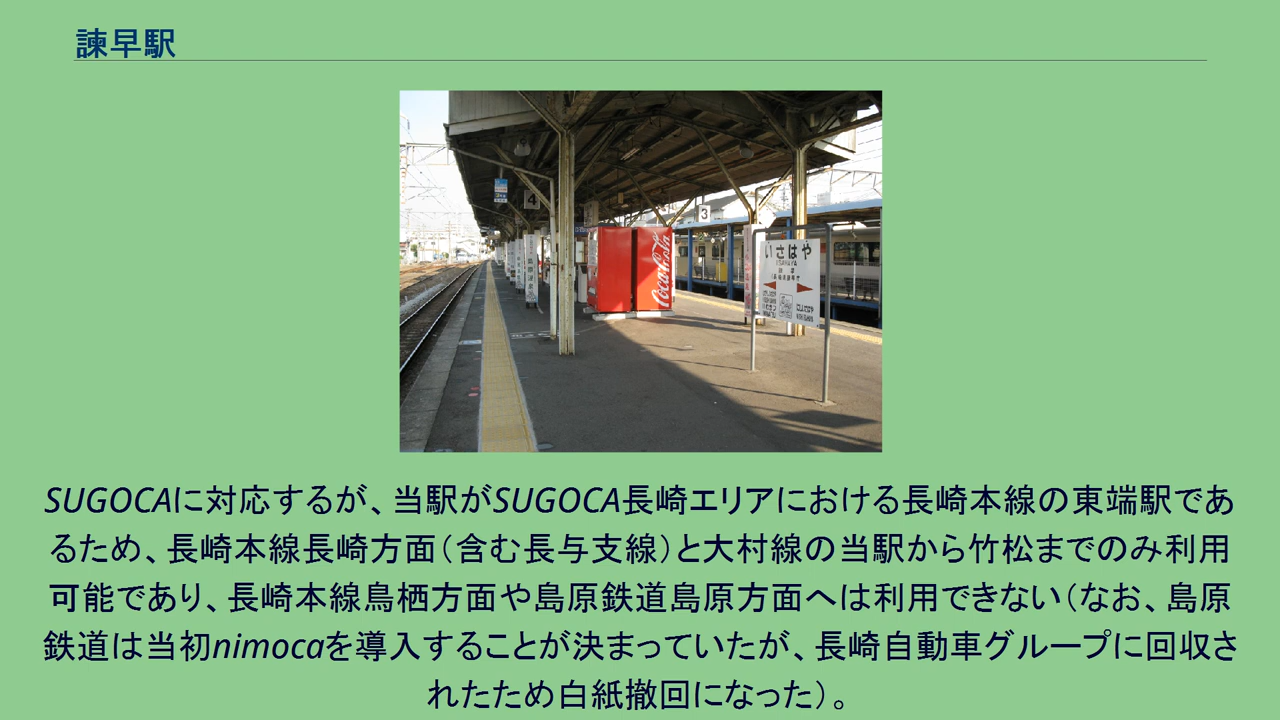 諫早駅
4
3
Coca-Cola
いさはや
SUGOCAに対応するが、当駅がSUGOCA長崎エリアにおける長崎本線の東端駅であ
るため、長崎本線長崎方面（含む長与支線）と大村線の当駅から竹松までのみ利用
可能であり、長崎本線鳥栖方面や島原鉄道島原方面へは利用できない（なお、島原
鉄道は当初nimocaを導入することが決まっていたが、長崎自動車グループに回収さ
れたため白紙撤回になった）。